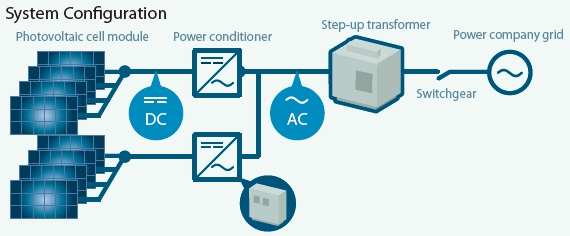 System Configuration
Photovoltaic cell module
Power conditioner
Step-up transformer
Power company grid
Switchgear
DC
AC